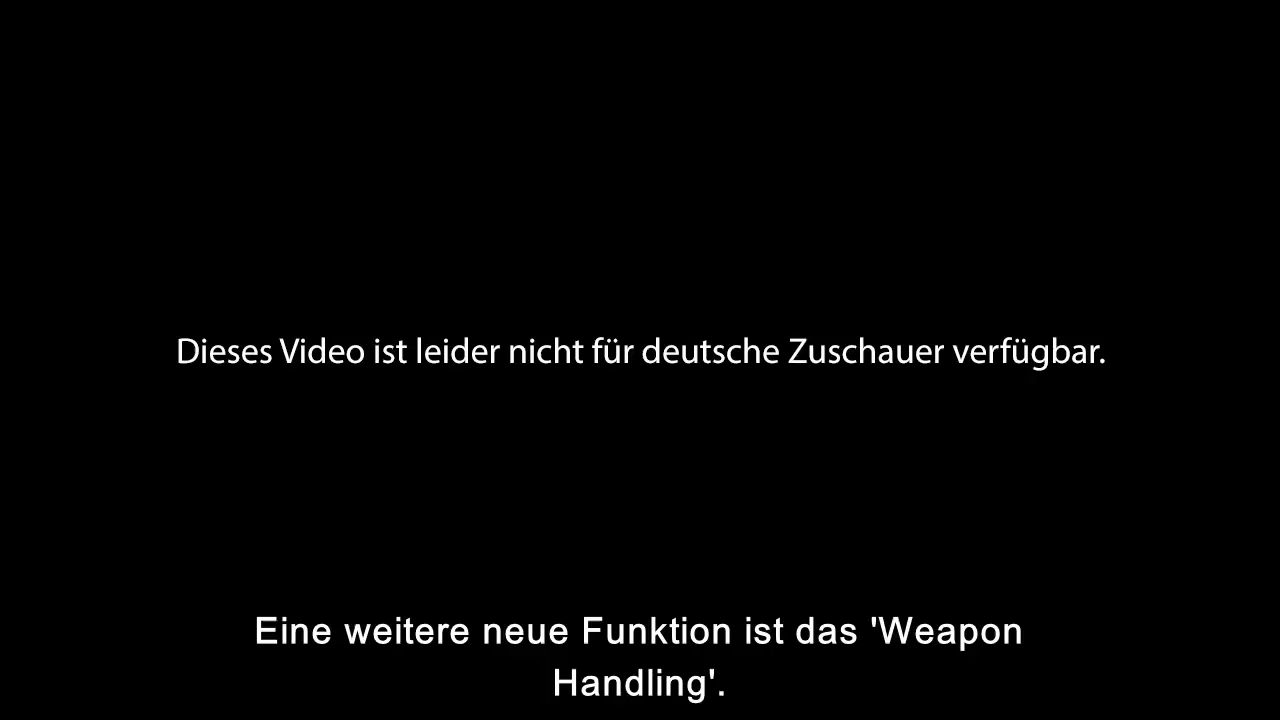 Dieses Video ist leider nicht für deutsche Zuschauer verfügbar.
Eine weitere neue Funktion ist das 'Weapon
Handling'.